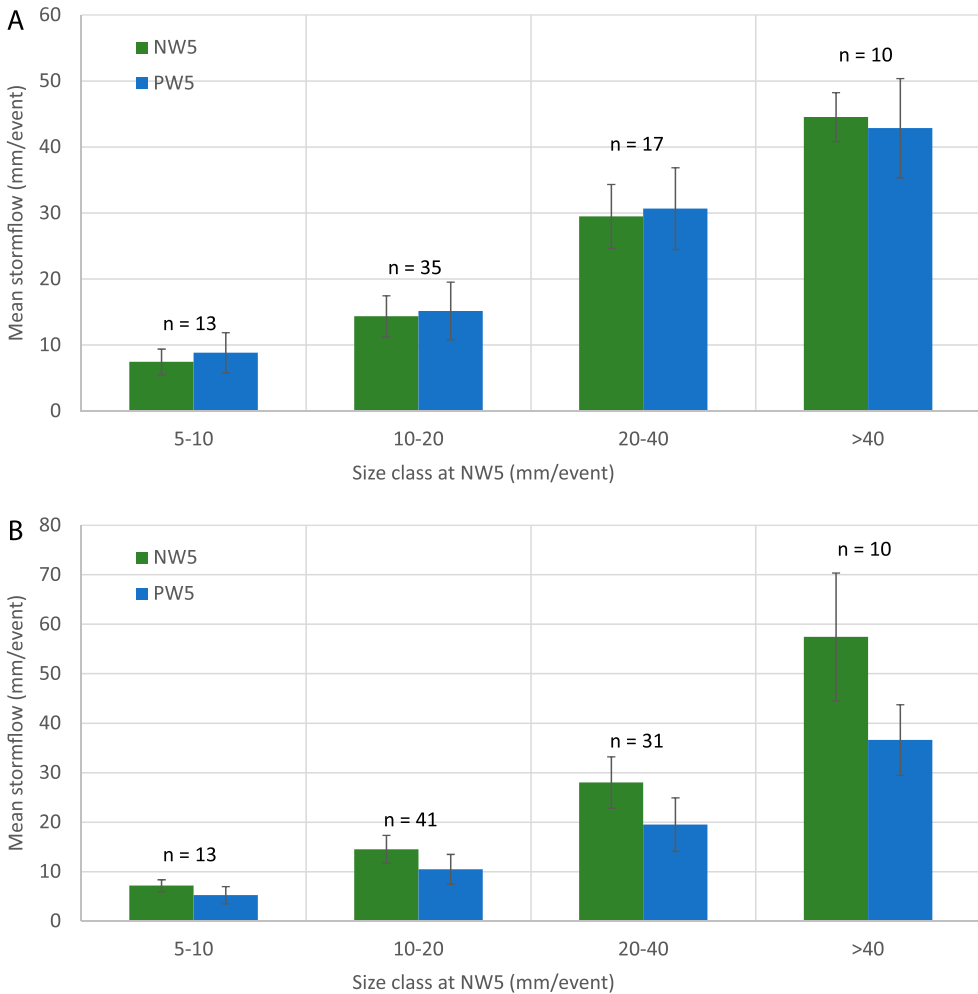 A
Mean stormflow (mm/event)
60
50
40
30
20
10
0
NW5
PW5
n = 13
n = 35
n = 17
n = 10
5-10 10-20 20-40 >40
Size class at NW5 (mm/event)
B
Mean stormflow (mm/event)
80
70
60
50
40
30
20
10
0
NW5
PW5
n = 13
n = 41
n = 31
n = 10
5-10 10-20 20-40 >40
Size class at NW5 (mm/event)